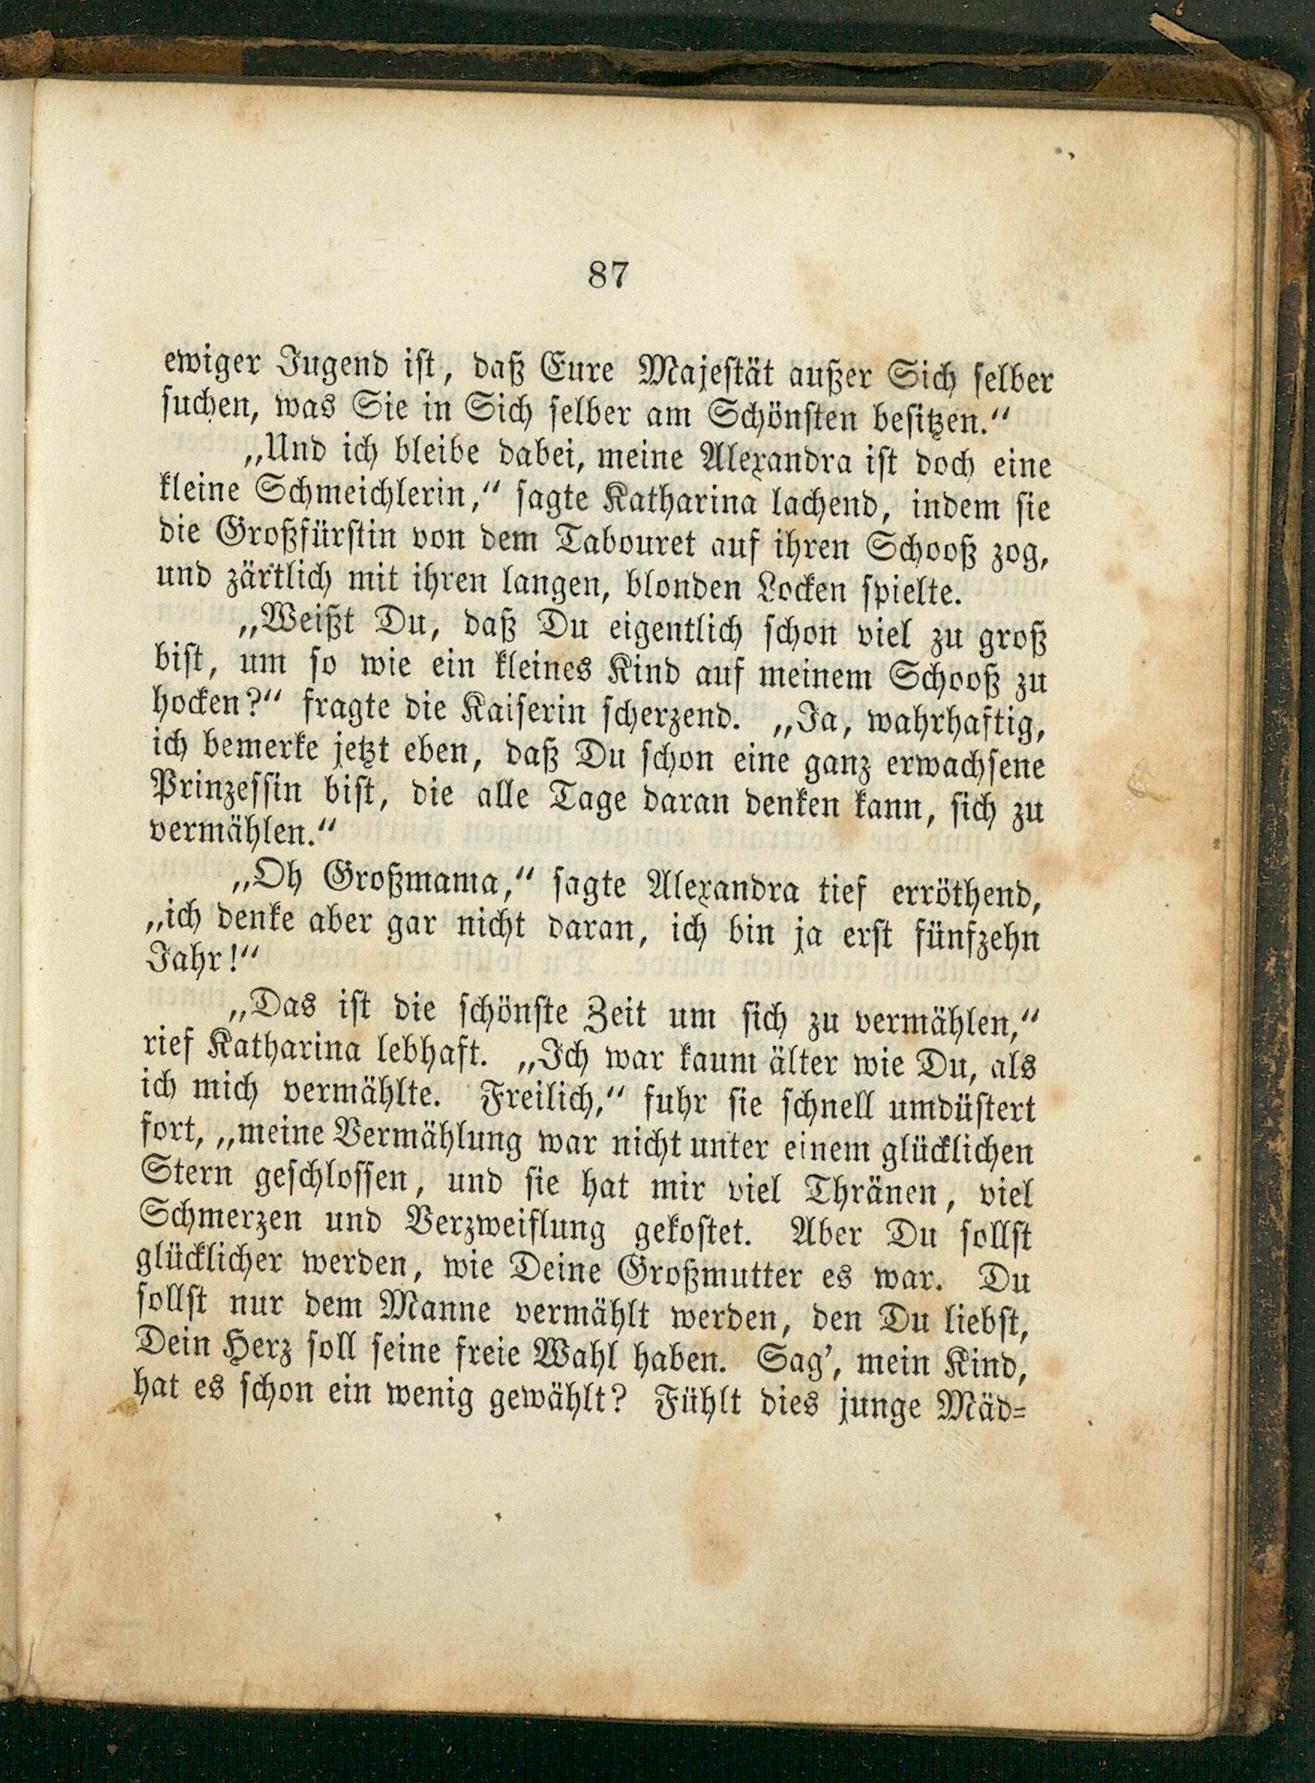 87
ewiger Jugend ist, daß Eure Majestät außer Sich selber
suchen, was Sie in Sich selber am Schönsten besitzen.“
„Und ich bleibe dabei, meine Alexandra ist doch eine
kleine Schmeichlerin,“ sagte Katharina lachend, indem sie
die Großfürstin von dem Tabouret auf ihren Schooß zog,
und zärtlich mit ihren langen, blonden Locken spielte.
„Weißt Du, daß Du eigentlich schon viel zu groß
bist, um so wie ein kleines Kind auf meinem Schooß zu
hocken?“ fragte die Kaiserin scherzend. „Ja, wahrhaftig,
ich bemerke jetzt eben, daß Du schon eine ganz erwachsene
Prinzessin bist, die alle Tage daran denken kann, sich zu
vermählen.“
„Oh Großmama,“ sagte Alexandra tief erröthend,
„ich denke aber gar nicht daran, ich bin ja erst fünfzehn
Jahr!“
„Das ist die schönste Zeit um sich zu vermählen,“
rief Katharina lebhaft. „Ich war kaum älter wie Du, als
ich mich vermählte. Freilich,“ fuhr sie schnell umdüstert
fort, „meine Vermählung war nicht unter einem glücklichen
Stern geschlossen, und sie hat mir viel Thränen, viel
Schmerzen und Verzweiflung gekostet. Aber Du sollst
glücklicher werden, wie Deine Großmutter es war. Du
sollst nur dem Manne vermählt werden, den Du liebst,
Dein Herz soll seine freie Wahl haben. Sag’, mein Kind,
hat es schon ein wenig gewählt? Fühlt dies junge Mäd-